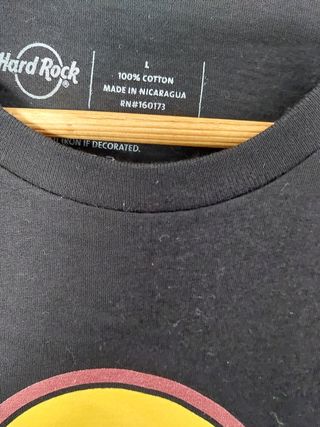 Hard Rock
L
100% COTTON
MADE IN NICARAGUA
RN#160173
IRON IF DECORATED.